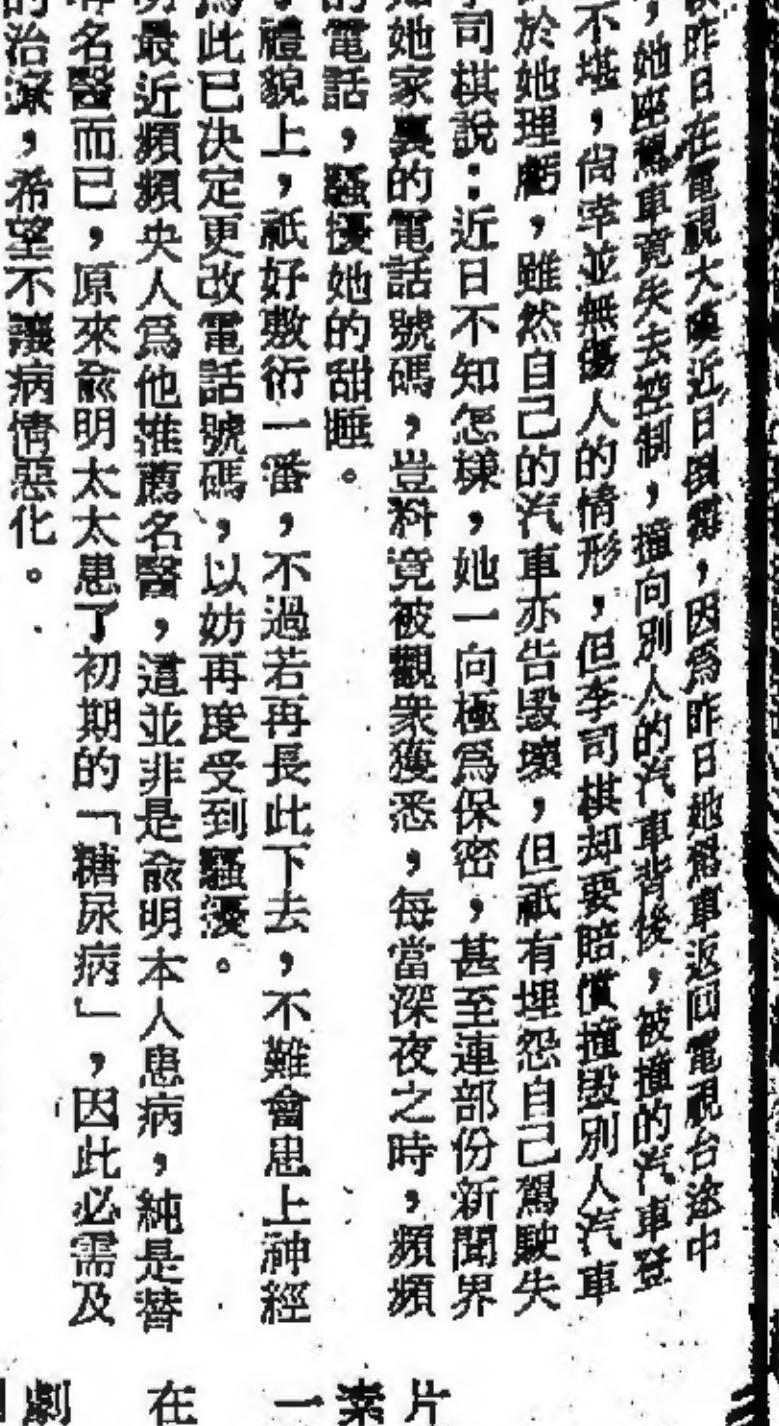 昨日在電視大嘆近日頭霉，因爲昨日她駕車返回電視台途中
，她座駕車竟失去控制，撞向別人的汽車背後，被撞的汽車登
不堪，尙幸並無傷人的情形，但李司棋却要賠償撞毀別人汽車
於她理虧，雖然自己的汽車亦告毀壞，但祇有埋怨自己駕駛失
司棋說：近日不知怎樣，她一向極爲保密，甚至連部份新聞界
她家裏的電話號碼，豈料竟被觀衆獲悉，每當深夜之時，頻頻
的電話，騷擾她的甜睡。
禮貌上，祇好敷衍一番，不過若再長此下去，不難會患上神經
爲此已決定更改電話號碼，以妨再度受到騷擾。
最近頻頻央人爲他推薦名醫，這並非是俞明本人患病，純是替
名醫而已，原來俞明太太患了初期的「糖尿病」，因此必需及
的治療，希望不讓病情惡化。
片
一
在
劇